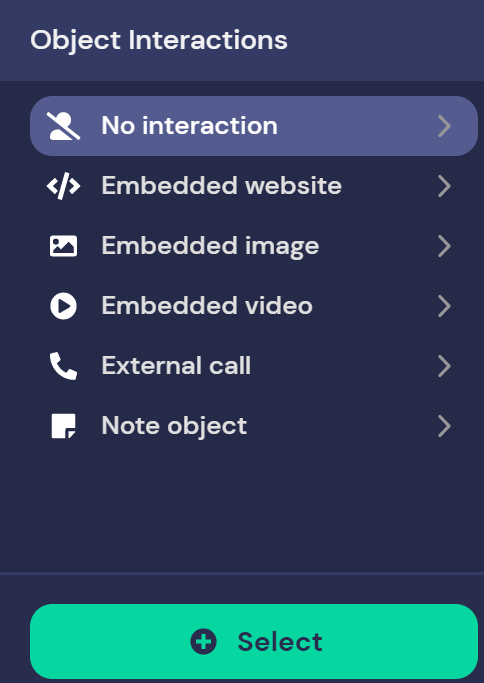 Object Interactions
No interaction
Embedded website
Embedded image
Embedded video
External call
Note object
Select